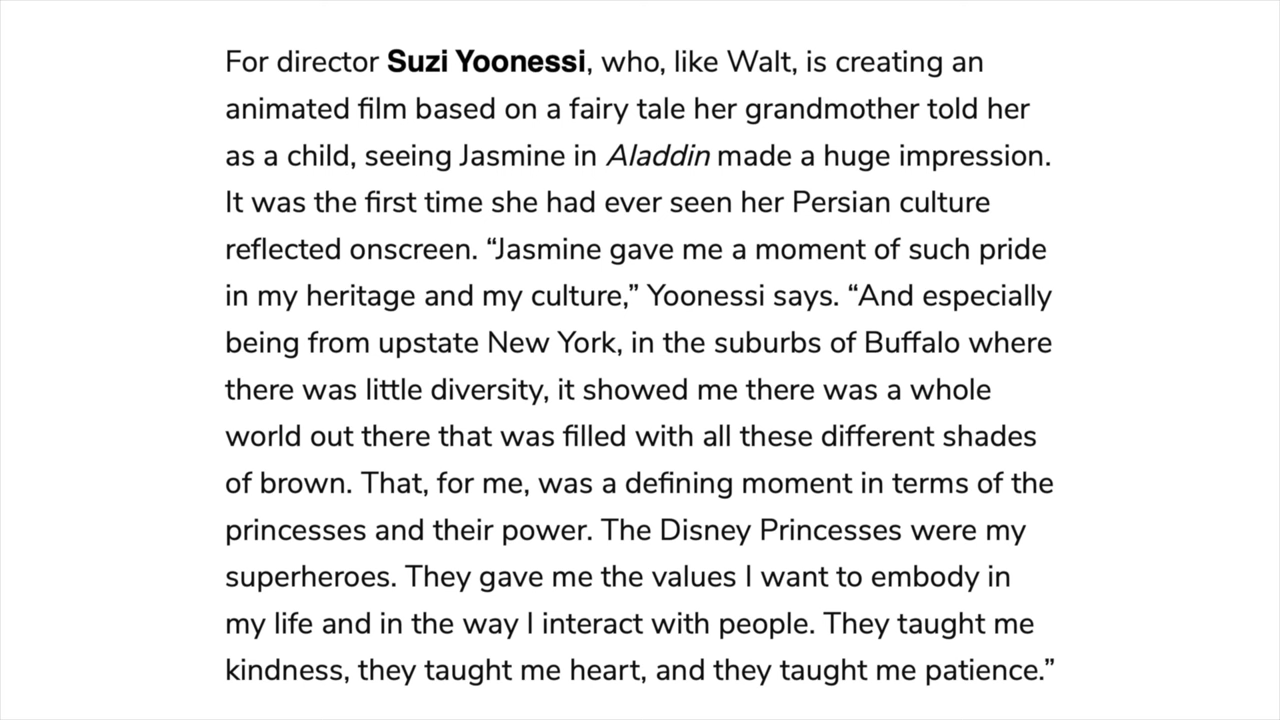 For director Suzi Yoonessi, who, like Walt, is creating an
animated film based on a fairy tale her grandmother told her
as a child, seeing Jasmine in Aladdin made a huge impression.
It was the first time she had ever seen her Persian culture
reflected onscreen. “Jasmine gave me a moment of such pride
in my heritage and my culture,” Yoonessi says. “And especially
being from upstate New York, in the suburbs of Buffalo where
there was little diversity, it showed me there was a whole
world out there that was filled with all these different shades
of brown. That, for me, was a defining moment in terms of the
princesses and their power. The Disney Princesses were my
superheroes. They gave me the values I want to embody in
my life and in the way I interact with people. They taught me
kindness, they taught me heart, and they taught me patience.”